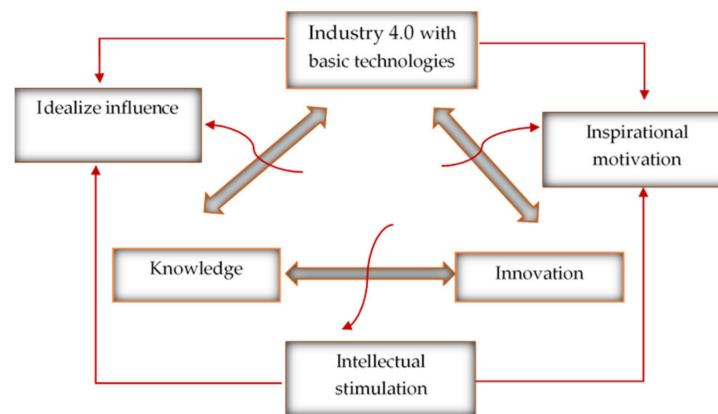 Industry 4.0 with
basic technologies
Idealize influence
Inspirational
motivation
Knowledge
Innovation
Intellectual
stimulation